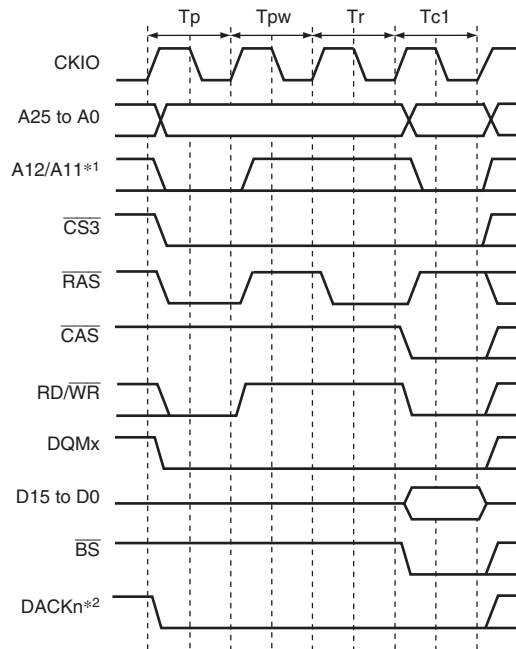 Tp Tpw Tr Tc1
CKIO
A25 to A0
A12/A11*1
CS3
RAS
CAS
RD/WR
DQMx
D15 to D0
BS
DACKn*2